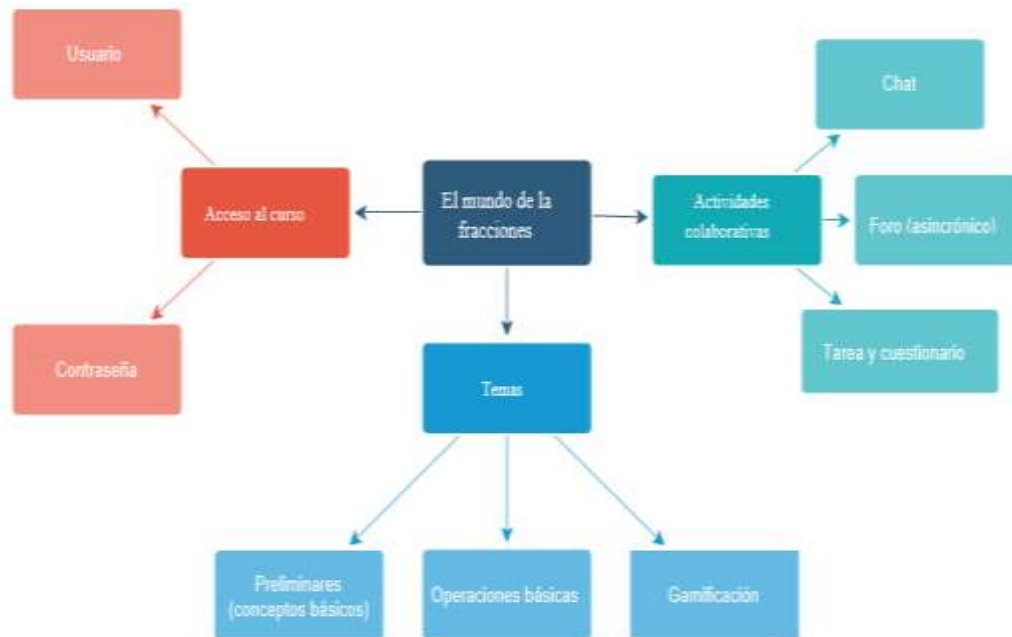 Usuario
Chat
Acceso al curso
El mundo de la
fracciones
Actividades
colaborativas
Foro (asincrónico)
Contraseña
Temas
Tarea y cuestionario
Preliminares
(conceptos básicos)
Operaciones básicas
Gamificación